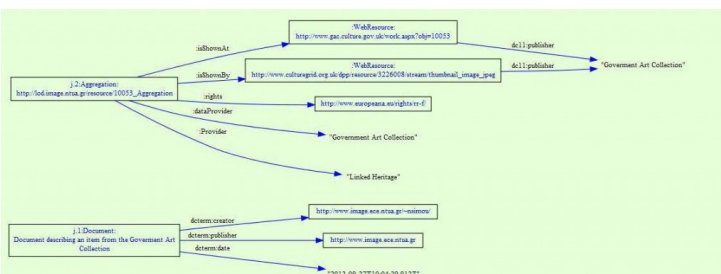 :WebResource:
http://www.gac.culture.gov.uk/work.aspx?obj=10053
:isShownAt
dc11:publisher
:isShownBy
:WebResource:
http://www.culturegrid.org.uk/dpp/resource/3226008/stream/thumbnail_image_jpeg
dc11:publisher
"Goverment Art Collection"
j.2:Aggregation:
http://lod.image.ntua.gr/resource/10053_Aggregation
:rights
http://www.europeana.eu/rights/rr-f/
:dataProvider
"Government Art Collection"
:Provider
"Linked Heritage"
j.1:Document:
Document describing an item from the Goverment Art
Collection
dcterm:creator
http://www.image.ece.ntua.gr/~nsimou/
dcterm:publisher
http://www.image.ece.ntua.gr
dcterm:date